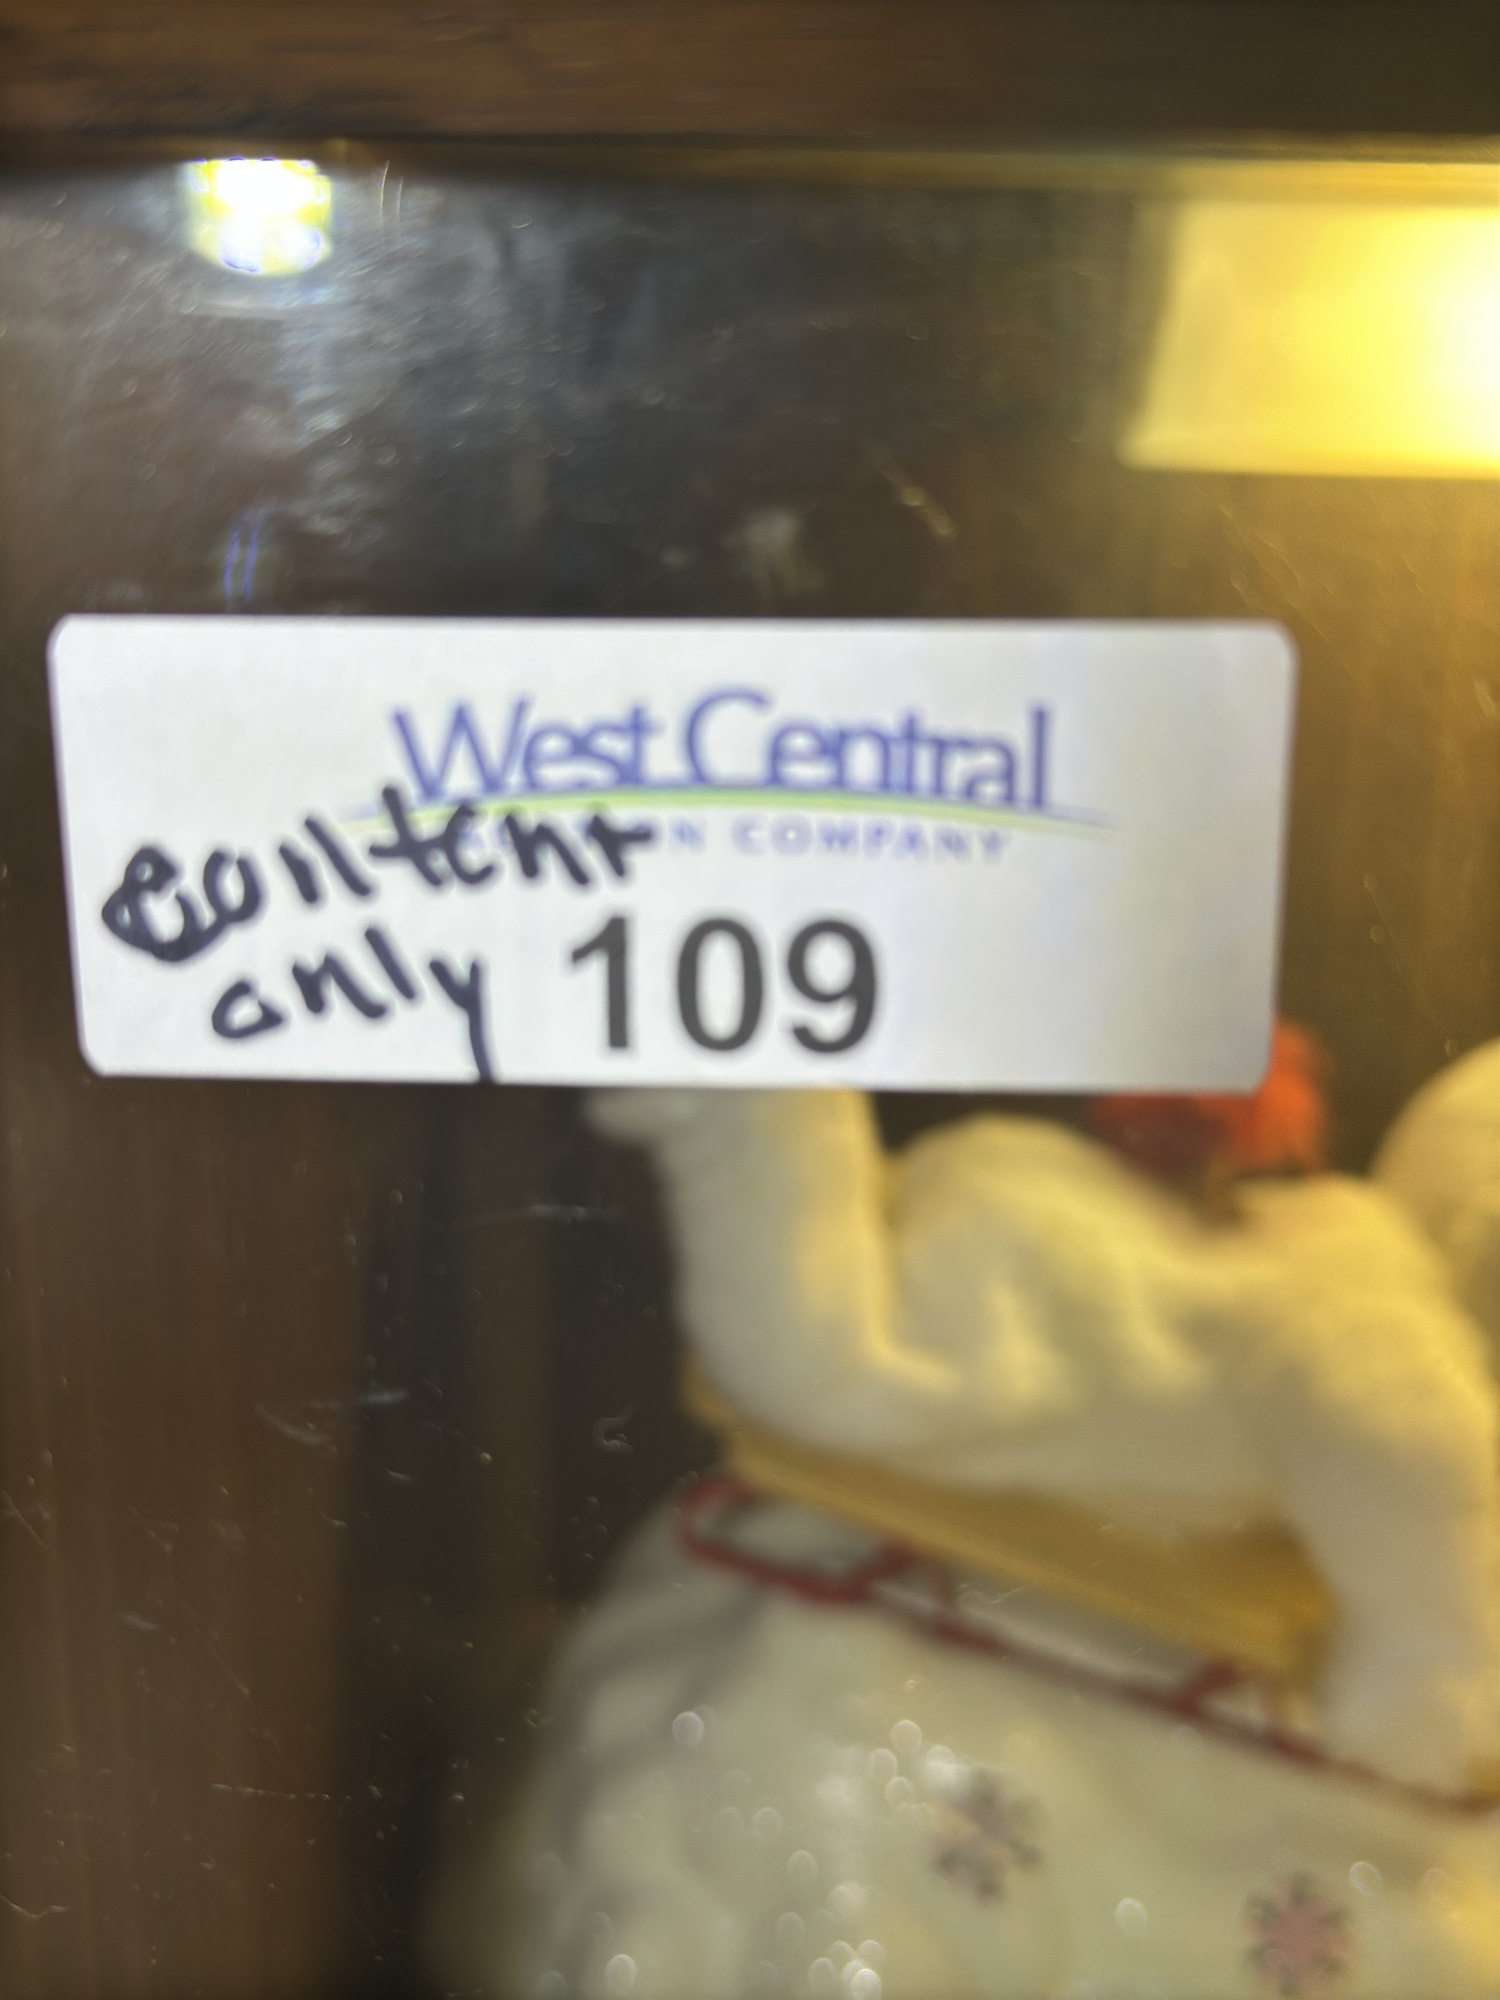 West Central
COMPANY
Content
only 109